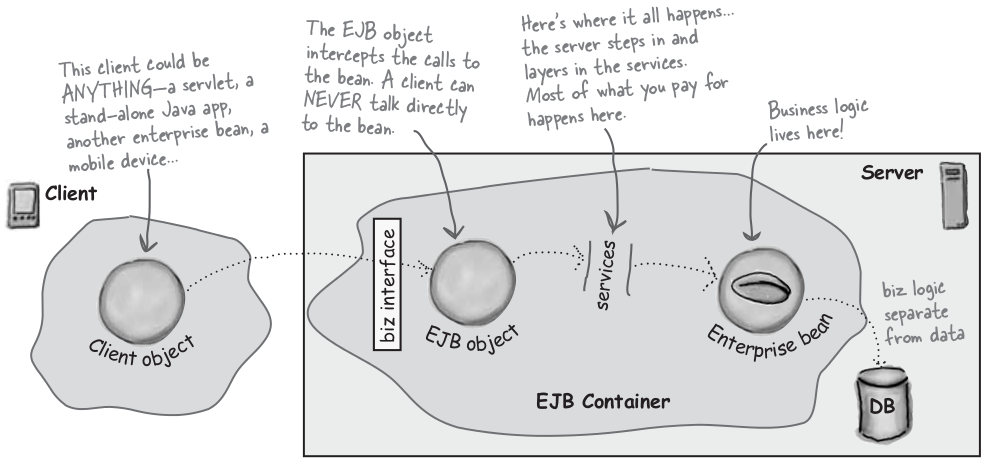 This client could be
ANYTHING—a servlet, a
stand-alone Java app,
another enterprise bean, a
mobile device...
The EJB object
intercepts the calls to
the bean. A client can
NEVER talk directly
to the bean.
Here's where it all happens...
the server steps in and
layers in the services.
Most of what you pay for
happens here.
Business logic
lives here!
Client
Server
Client object
biz interface
EJB object
services
Enterprise bean
biz logic
separate
from data
EJB Container
DB